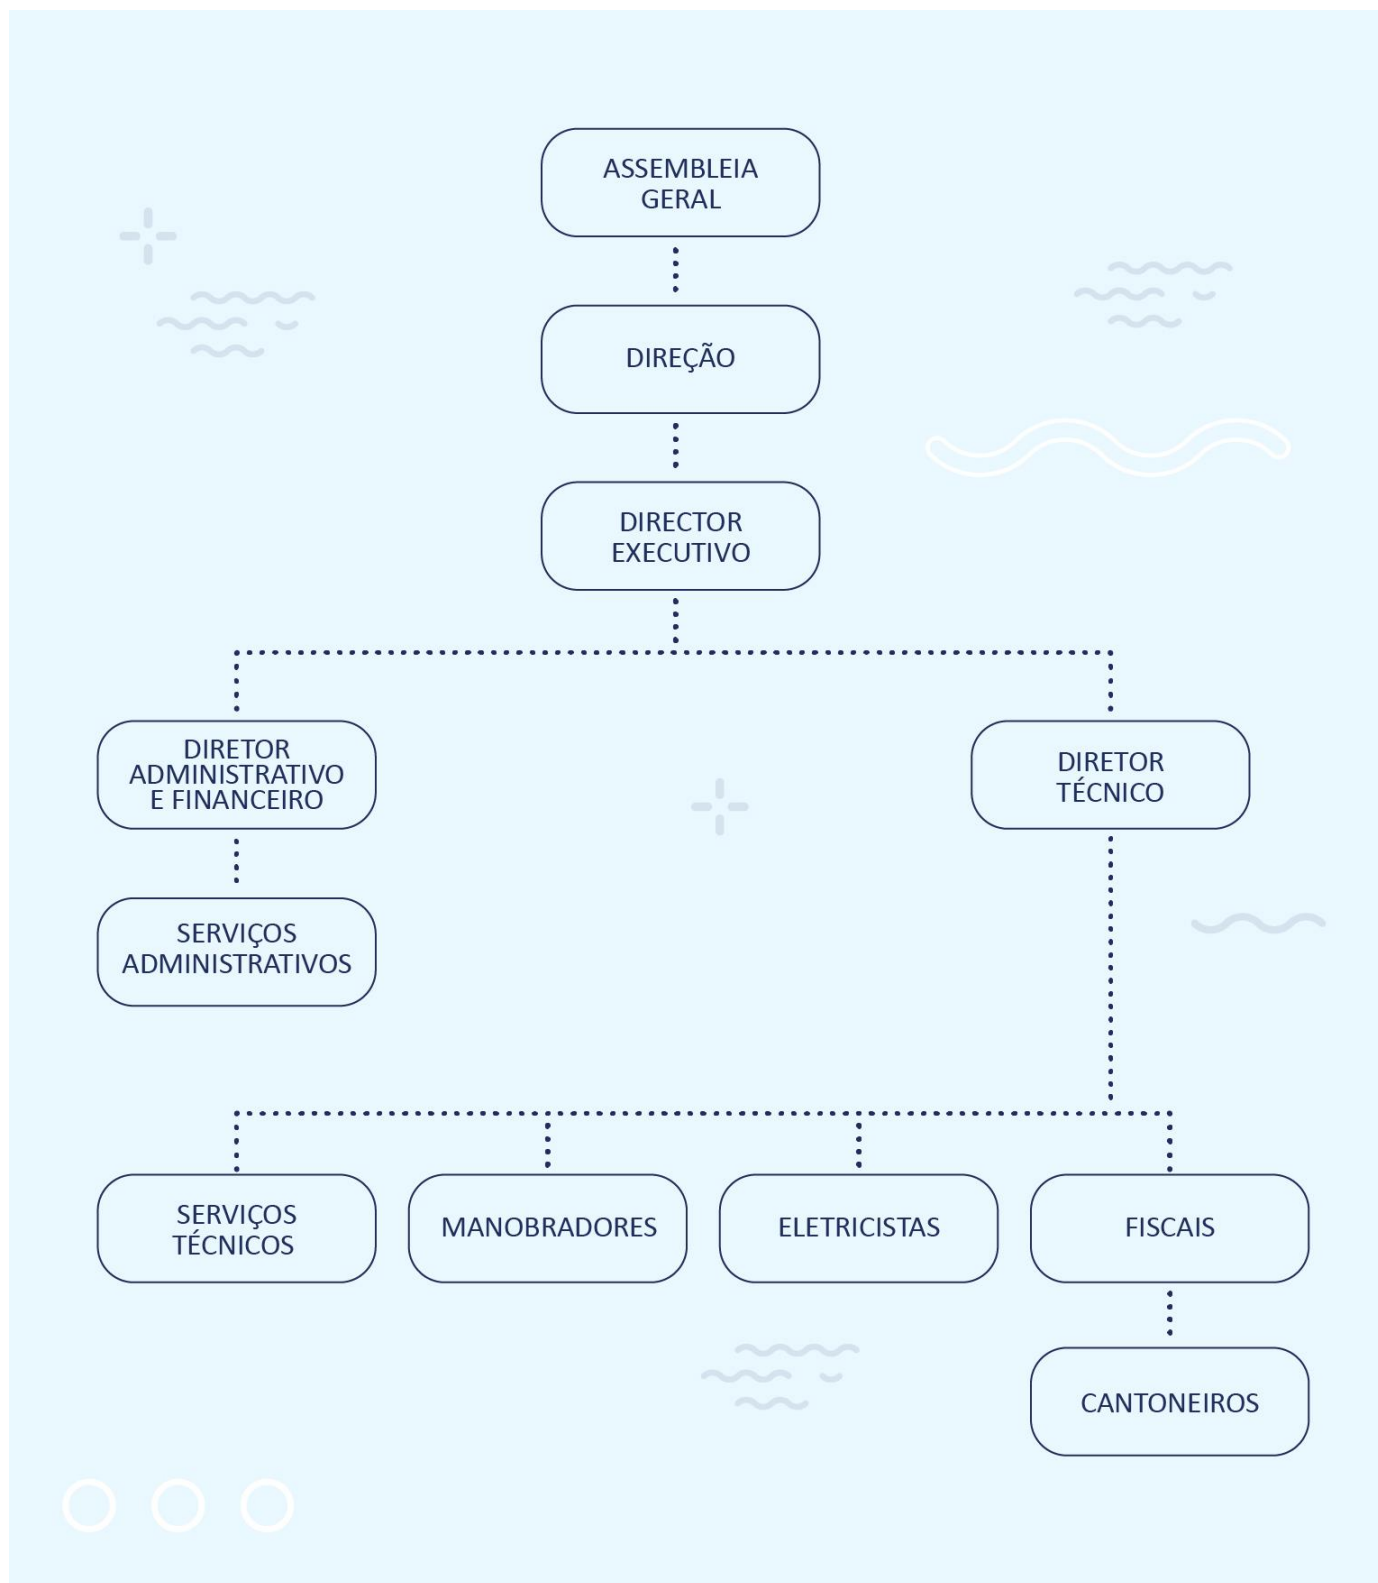 ASSEMBLEIA
GERAL
DIREÇÃO
DIRECTOR
EXECUTIVO
DIRETOR
ADMINISTRATIVO
E FINANCEIRO
DIRETOR
TÉCNICO
SERVIÇOS
ADMINISTRATIVOS
SERVIÇOS
TÉCNICOS
MANOBRADORES
ELETRICISTAS
FISCAIS
CANTONEIROS